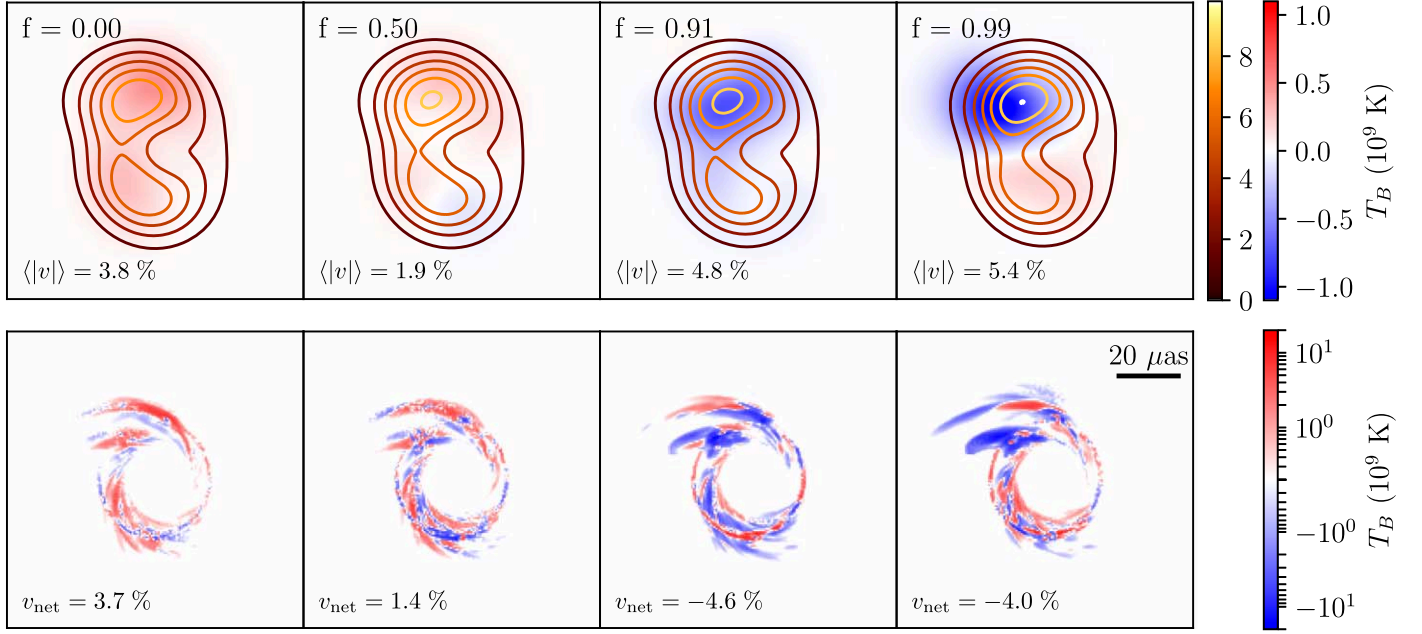 f = 0.00
f = 0.50
f = 0.91
f = 0.99
⟨|v|⟩ = 3.8 %
⟨|v|⟩ = 1.9 %
⟨|v|⟩ = 4.8 %
⟨|v|⟩ = 5.4 %
8
6
4
2
0
1.0
0.5
0.0
−0.5
−1.0
T_B (10^9 K)
20 μas
v_net = 3.7 %
v_net = 1.4 %
v_net = −4.6 %
v_net = −4.0 %
10^1
10^0
−10^0
−10^1
T_B (10^9 K)